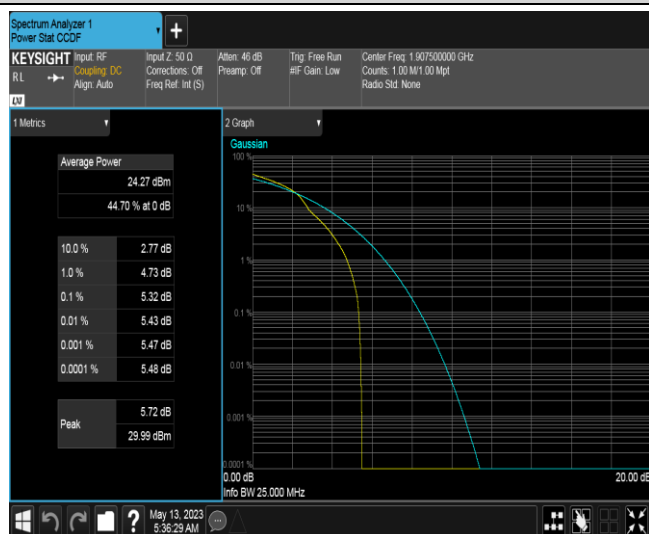 Spectrum Analyzer 1
Power Stat CCDF
+
KEYSIGHT
RL
LXI
Input: RF
Coupling: DC
Align: Auto
Input Z: 50 Ω
Corrections: Off
Freq Ref: Int (S)
Atten: 46 dB
Preamp: Off
Trig: Free Run
#IF Gain: Low
Center Freq: 1.907500000 GHz
Counts: 1.00 M/1.00 Mpt
Radio Std: None
1 Metrics
Average Power
24.27 dBm
44.70 % at 0 dB
10.0 % 2.77 dB
1.0 % 4.73 dB
0.1 % 5.32 dB
0.01 % 5.43 dB
0.001 % 5.47 dB
0.0001 % 5.48 dB
Peak
5.72 dB
29.99 dBm
2 Graph
Gaussian
100 %
10 %
1 %
0.1 %
0.01 %
0.001 %
0.0001 %
0.00 dB
20.00 dB
Info BW 25.000 MHz
?
May 13, 2023
5:36:29 AM